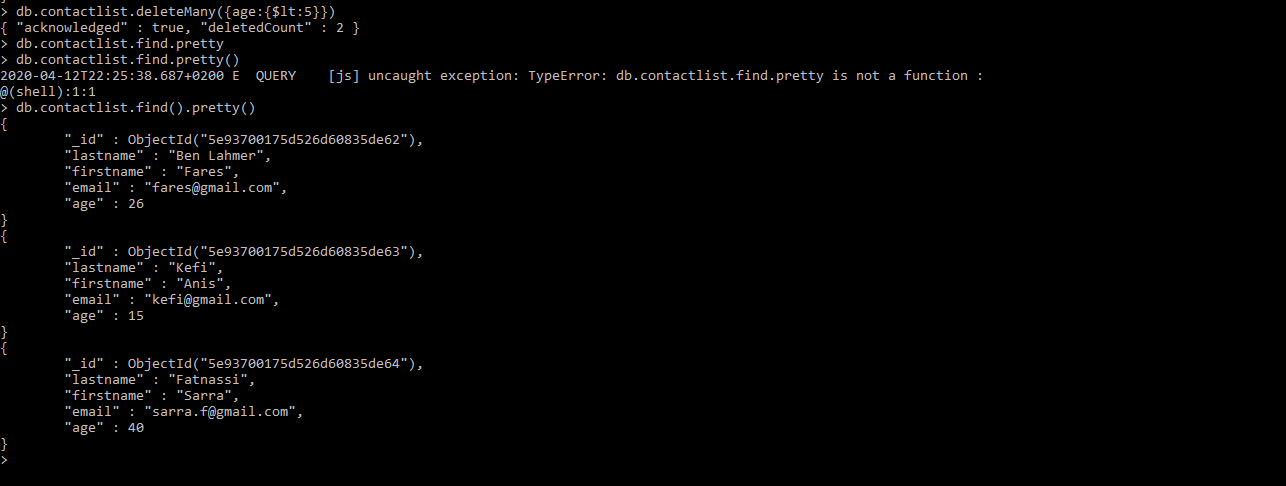 > db.contactlist.deleteMany({age:{$lt:5}})
{ "acknowledged" : true, "deletedCount" : 2 }
> db.contactlist.find.pretty
> db.contactlist.find.pretty()
2020-04-12T22:25:38.687+0200 E  QUERY    [js] uncaught exception: TypeError: db.contactlist.find.pretty is not a function :
@(shell):1:1
> db.contactlist.find().pretty()
{
        "_id" : ObjectId("5e93700175d526d60835de62"),
        "lastname" : "Ben Lahmer",
        "firstname" : "Fares",
        "email" : "fares@gmail.com",
        "age" : 26
}
{
        "_id" : ObjectId("5e93700175d526d60835de63"),
        "lastname" : "Kefi",
        "firstname" : "Anis",
        "email" : "kefi@gmail.com",
        "age" : 15
}
{
        "_id" : ObjectId("5e93700175d526d60835de64"),
        "lastname" : "Fatnassi",
        "firstname" : "Sarra",
        "email" : "sarra.f@gmail.com",
        "age" : 40
}
>